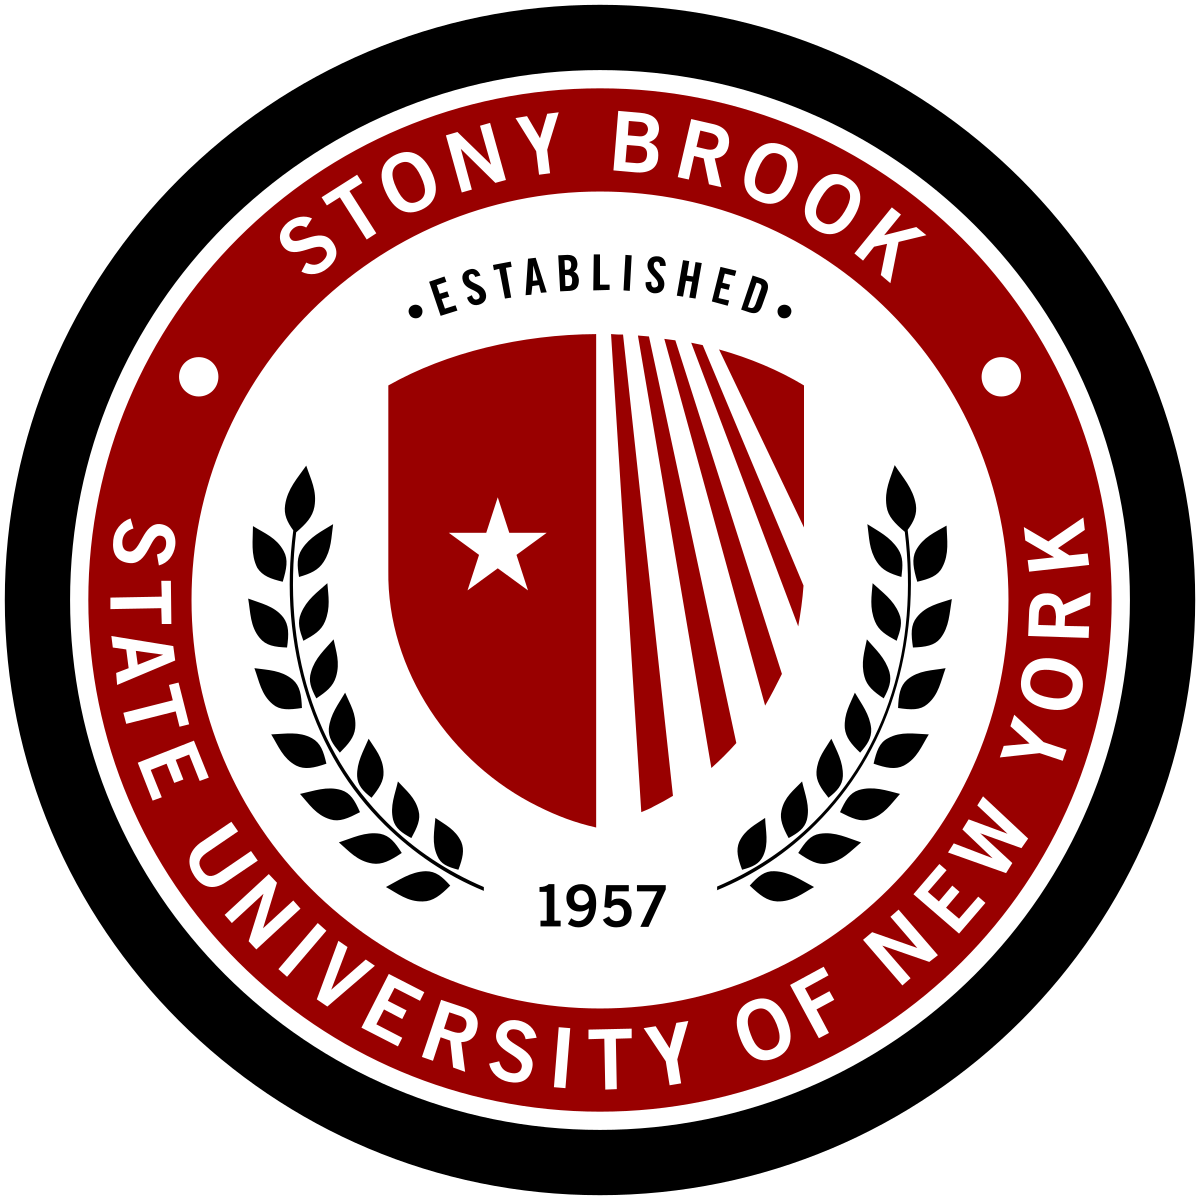 STONY BROOK
•ESTABLISHED•
1957
STATE UNIVERSITY OF NEW YORK